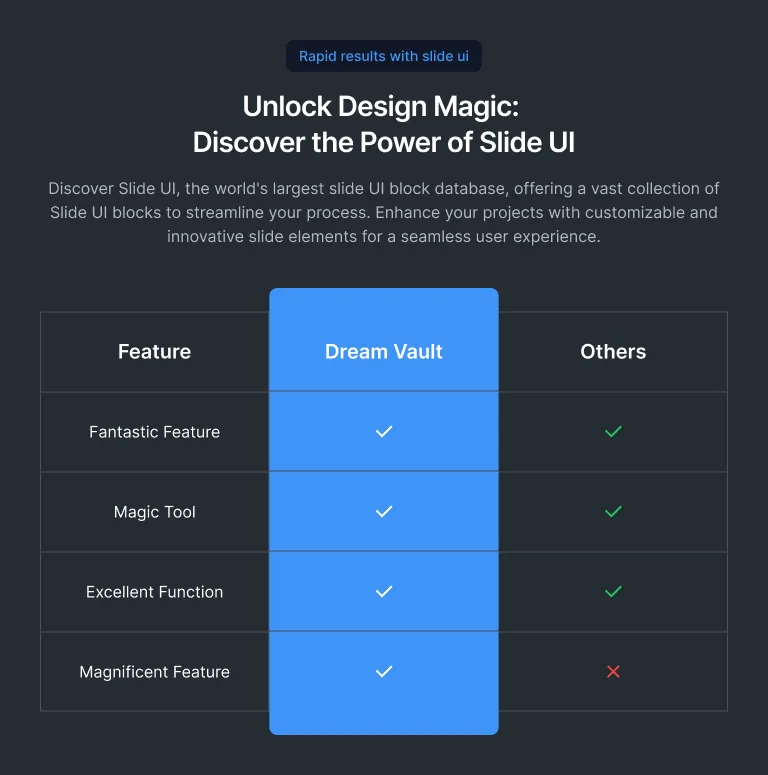 Rapid results with slide ui
Unlock Design Magic:
Discover the Power of Slide UI
Discover Slide UI, the world's largest slide UI block database, offering a vast collection of
Slide UI blocks to streamline your process. Enhance your projects with customizable and
innovative slide elements for a seamless user experience.
Feature Dream Vault Others
Fantastic Feature
Magic Tool
Excellent Function
Magnificent Feature